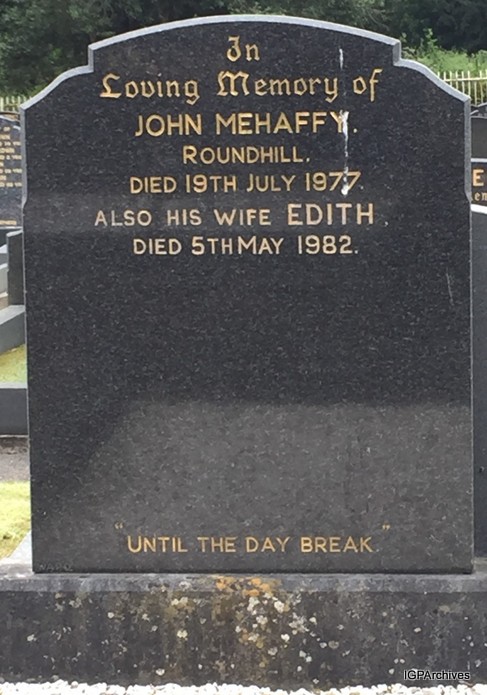 In
Loving Memory of
JOHN MEHAFFY.
ROUNDHILL.
DIED 19TH JULY 1977.
ALSO HIS WIFE EDITH.
DIED 5TH MAY 1982.
"UNTIL THE DAY BREAK."
IGPArchives